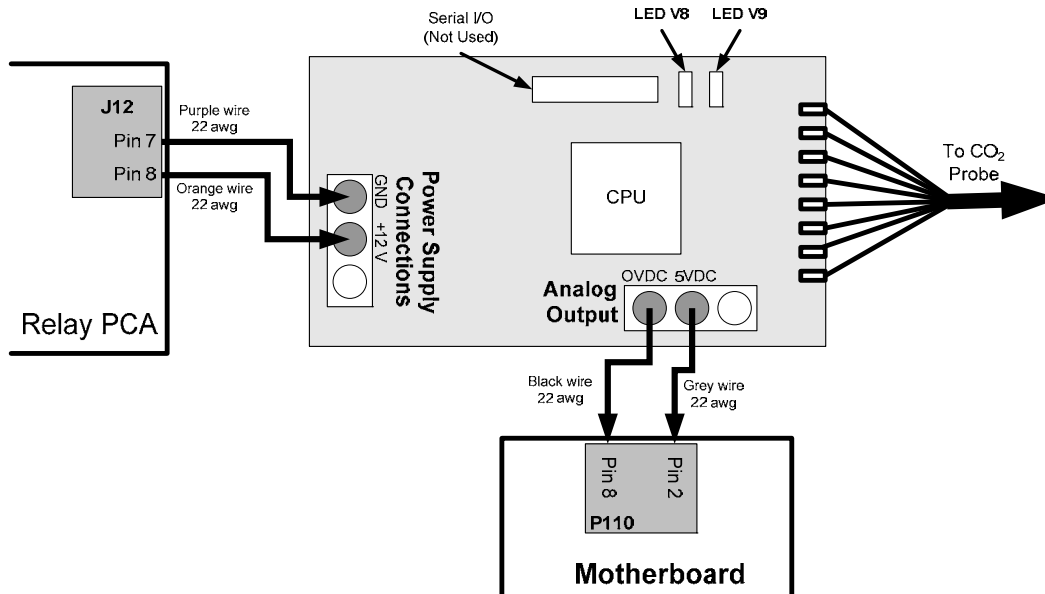 Serial I/O
(Not Used)
LED V8
LED V9
J12
Pin 7
Pin 8
Purple wire
22 awg
Orange wire
22 awg
Relay PCA
GND
+12 V
Power Supply
Connections
CPU
To CO₂
Probe
Analog
Output
0VDC
5VDC
Black wire
22 awg
Grey wire
22 awg
Pin 8
Pin 2
P110
Motherboard